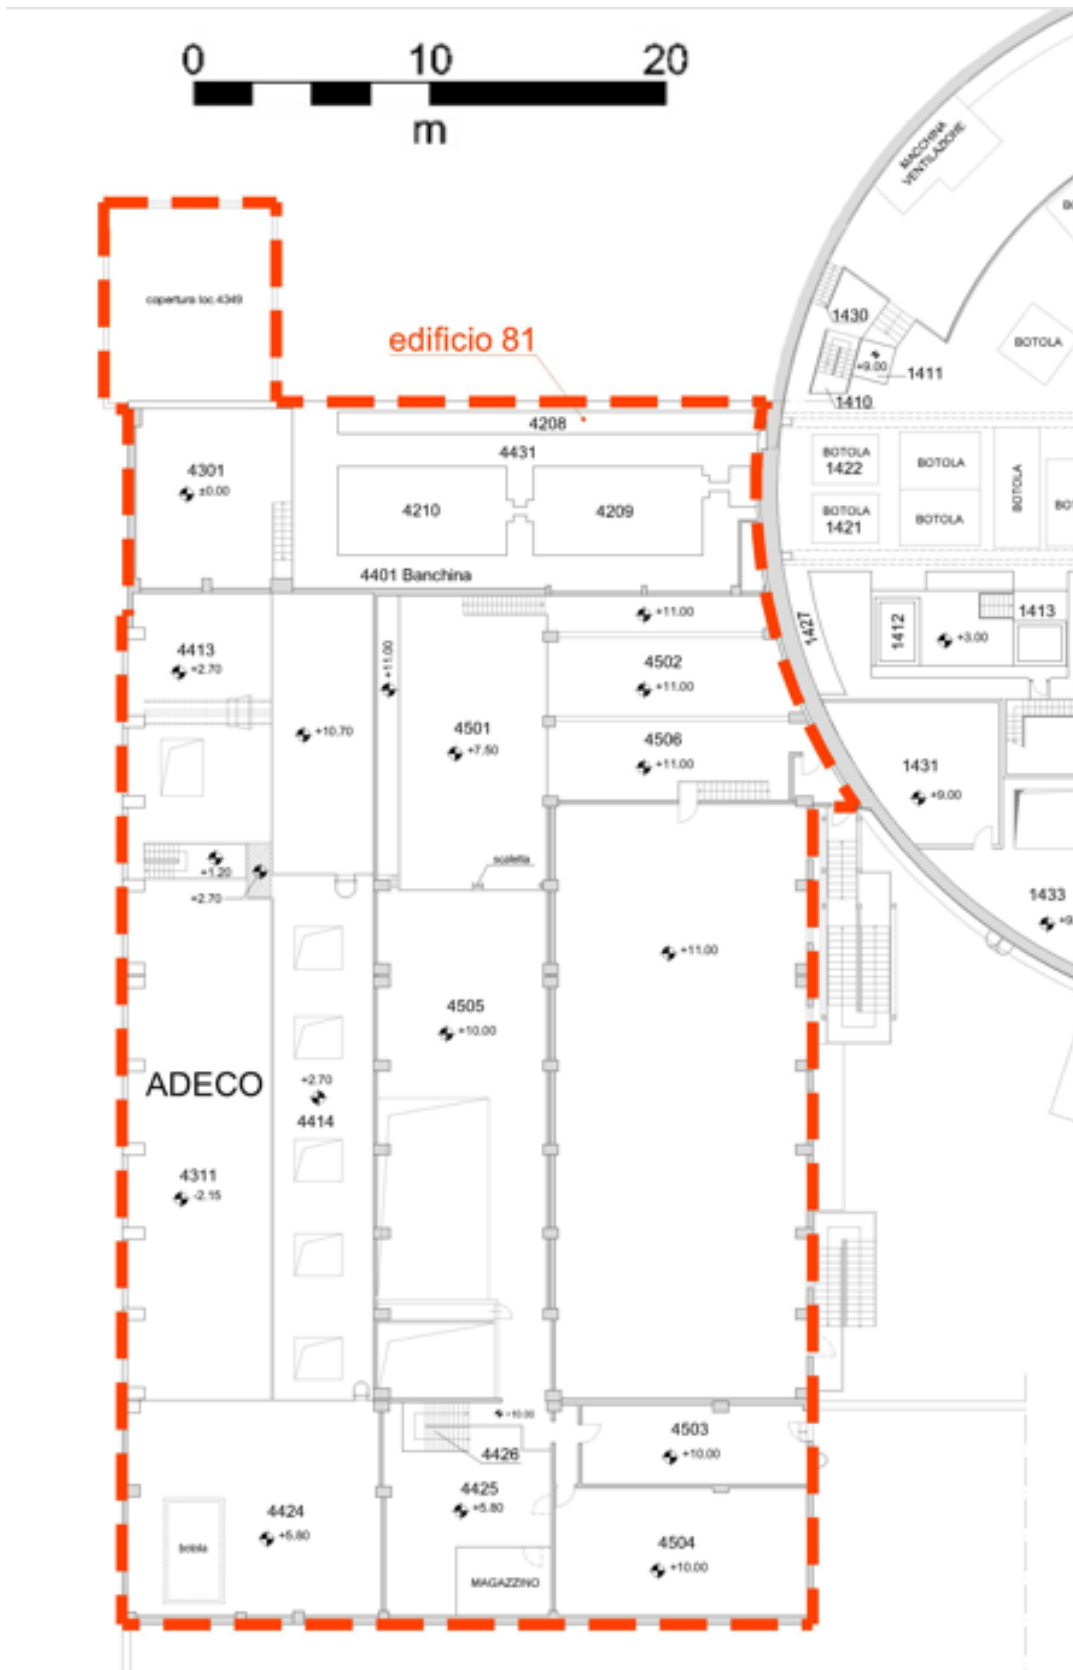 0 10 20
m
MACCHINA
VENTILAZIONE
copertura loc.4349
edificio 81
1430
+9.00
1411
1410
BOTOLA
4208
4431
4301
±0.00
4210
4209
4401 Banchina
BOTOLA
1422
BOTOLA
BOTOLA
BOTOLA
1421
BOTOLA
4413
+2.70
+11.00
+11.00
4502
+11.00
1427
1412
+3.00
1413
+10.70
4501
+7.50
4506
+11.00
1431
+9.00
+1.20
+2.70
scaletta
1433
+11.00
4505
+10.00
ADECO
+2.70
4414
4311
-2.15
+10.00
4426
4503
+10.00
4425
+5.80
4424
+5.80
botola
4504
+10.00
MAGAZZINO